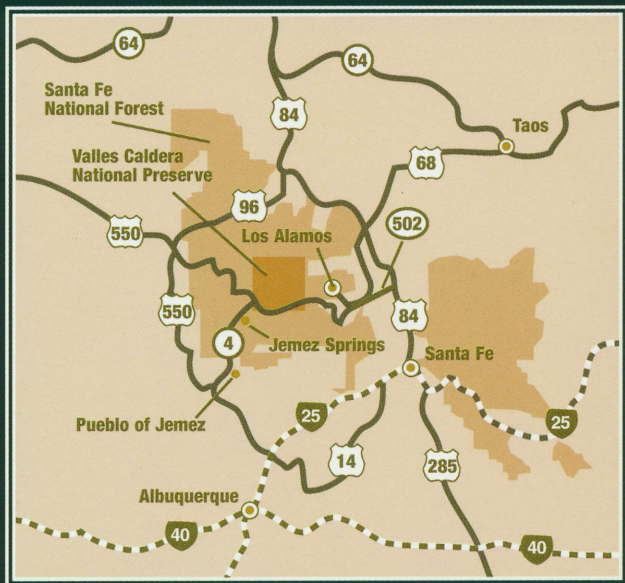 64
64
Santa Fe
National Forest
84
Taos
Valles Caldera
National Preserve
68
96
502
550
Los Alamos
550
84
4
Jemez Springs
Santa Fe
Pueblo of Jemez
25
25
14
285
Albuquerque
40
40